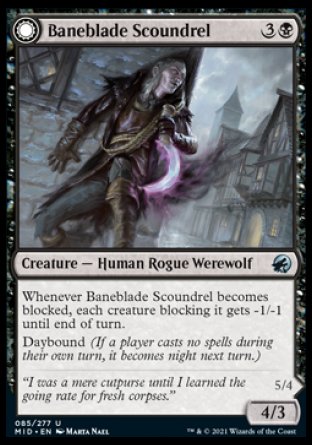 Baneblade Scoundrel 3
Creature — Human Rogue Werewolf
Whenever Baneblade Scoundrel becomes
blocked, each creature blocking it gets -1/-1
until end of turn.
Daybound (If a player casts no spells during
their own turn, it becomes night next turn.)
"I was a mere cutpurse until I learned the
going rate for fresh corpses."
5/4
4/3
085/277 U
MID • EN Marta Nael
™ & © 2021 Wizards of the Coast